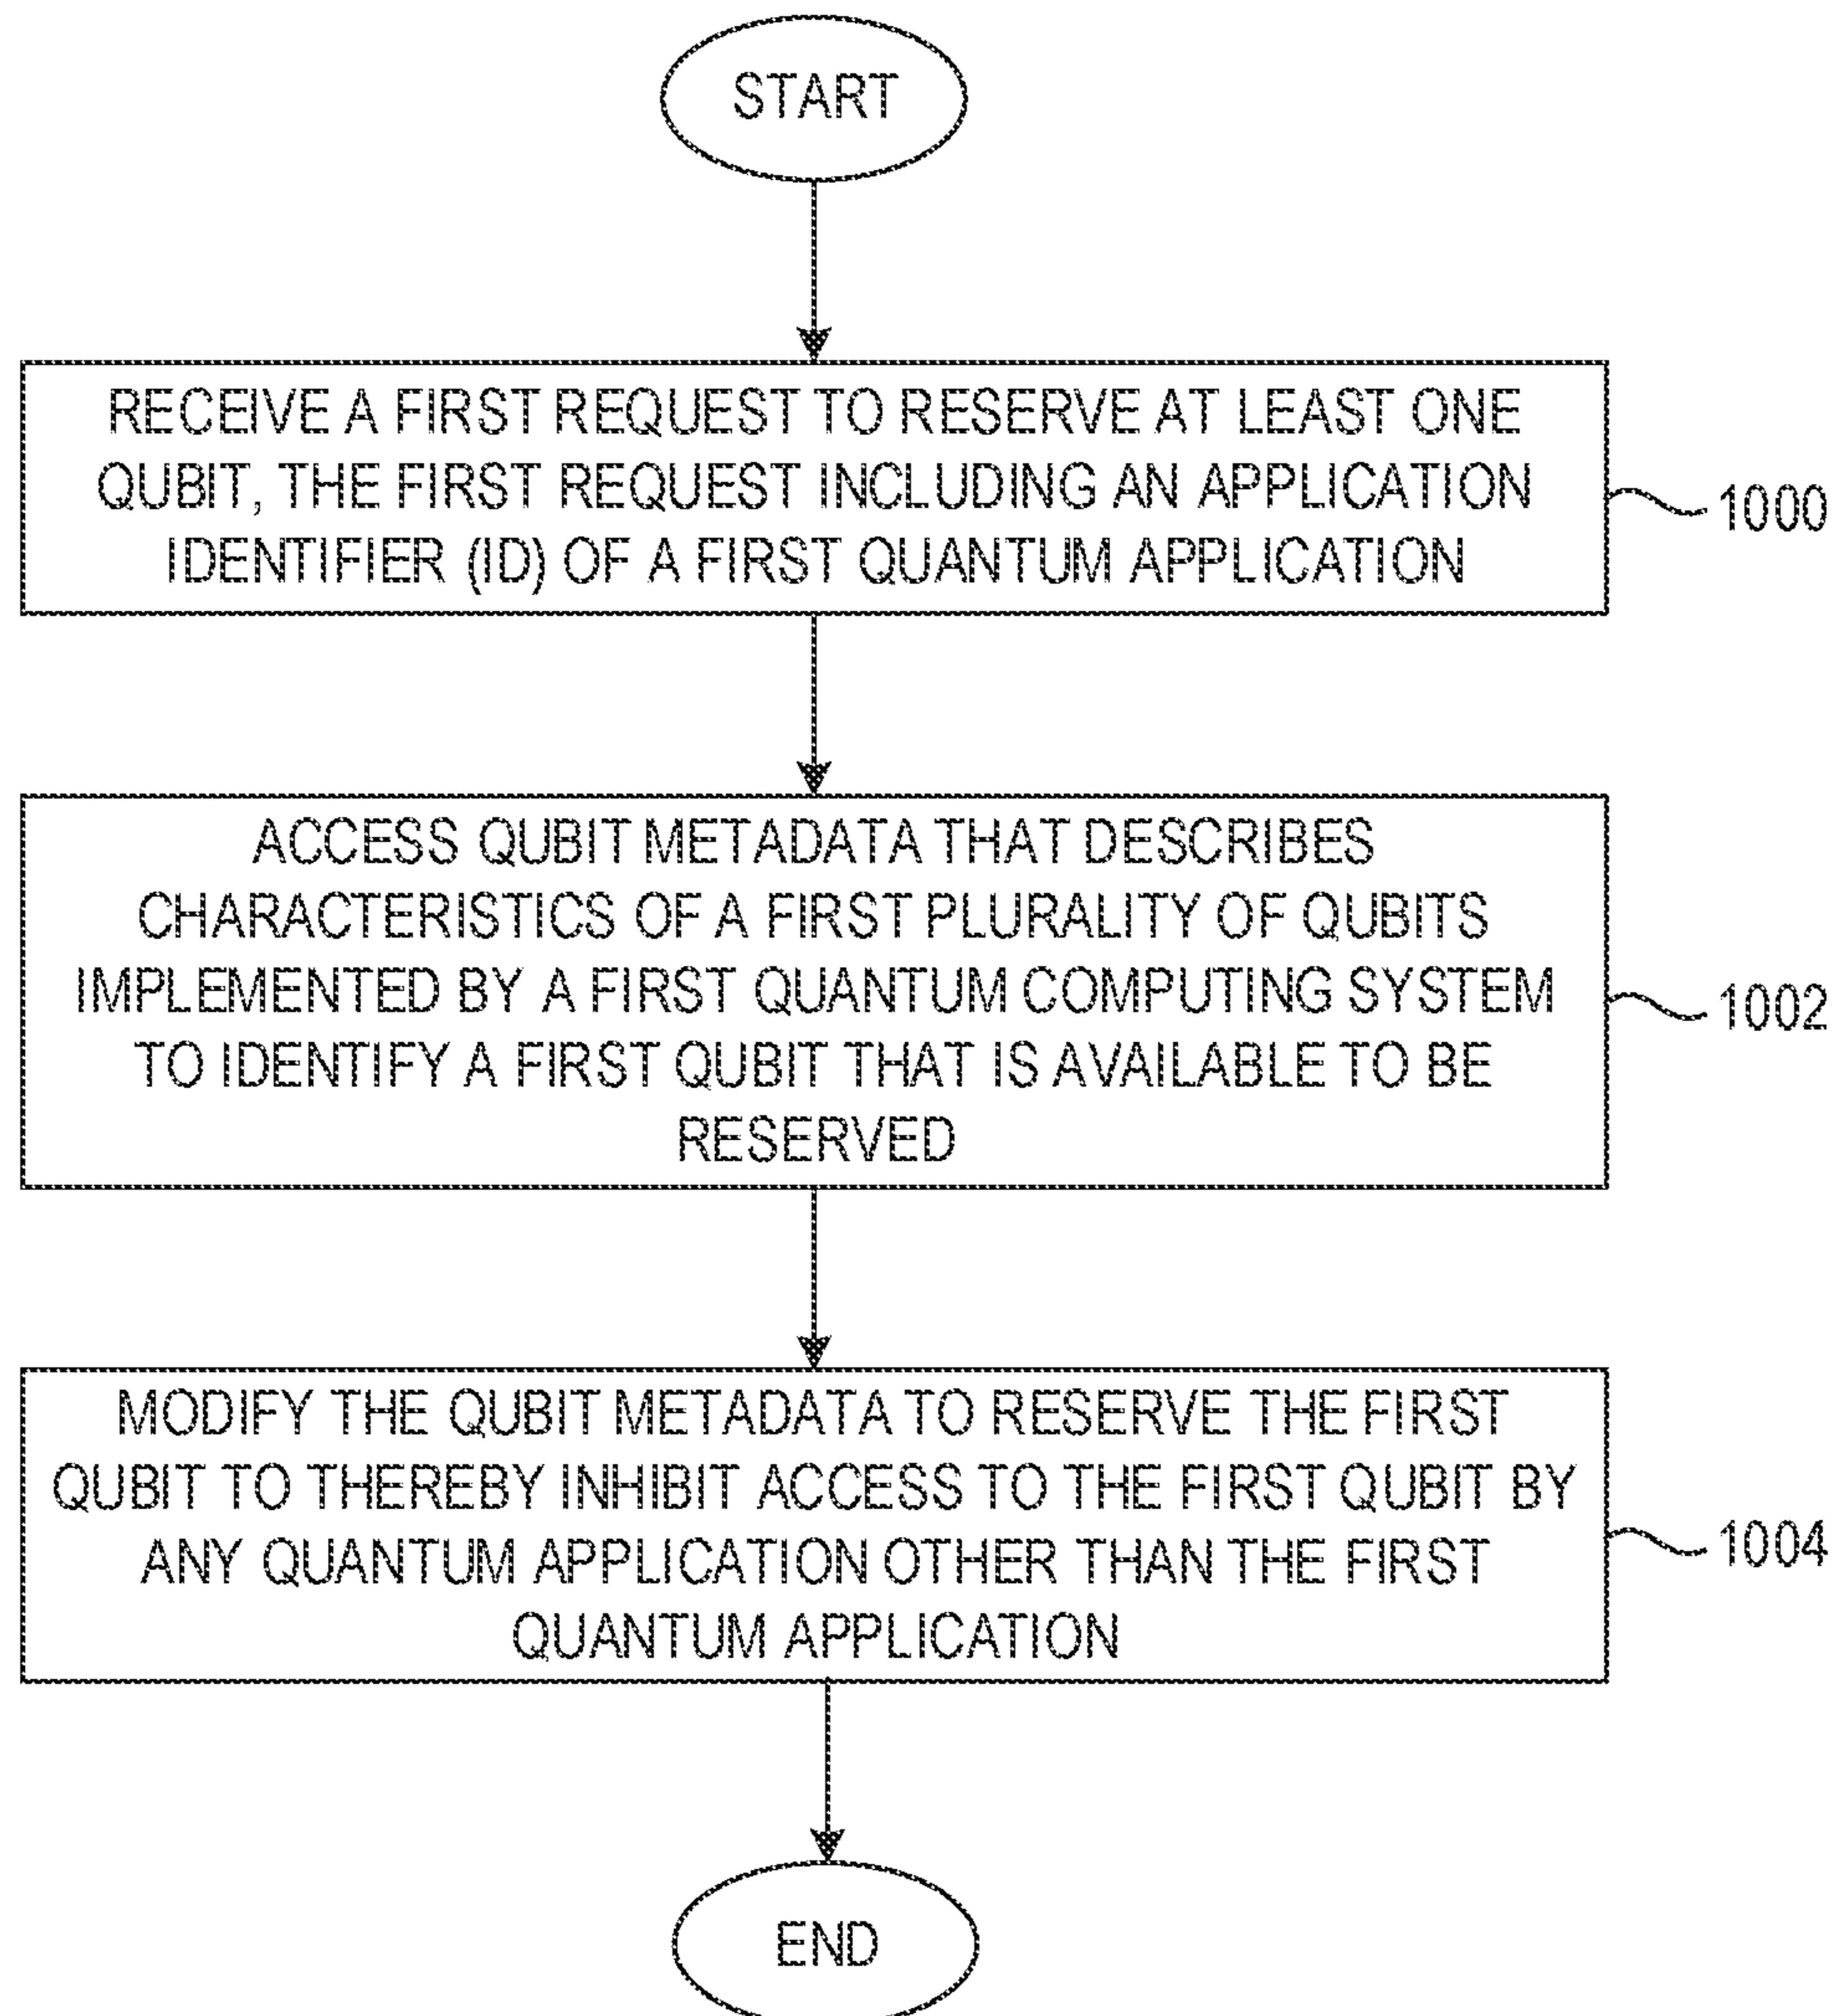 START
RECEIVE A FIRST REQUEST TO RESERVE AT LEAST ONE
QUBIT, THE FIRST REQUEST INCLUDING AN APPLICATION
IDENTIFIER (ID) OF A FIRST QUANTUM APPLICATION
1000
ACCESS QUBIT METADATA THAT DESCRIBES
CHARACTERISTICS OF A FIRST PLURALITY OF QUBITS
IMPLEMENTED BY A FIRST QUANTUM COMPUTING SYSTEM
TO IDENTIFY A FIRST QUBIT THAT IS AVAILABLE TO BE
RESERVED
1002
MODIFY THE QUBIT METADATA TO RESERVE THE FIRST
QUBIT TO THEREBY INHIBIT ACCESS TO THE FIRST QUBIT BY
ANY QUANTUM APPLICATION OTHER THAN THE FIRST
QUANTUM APPLICATION
1004
END